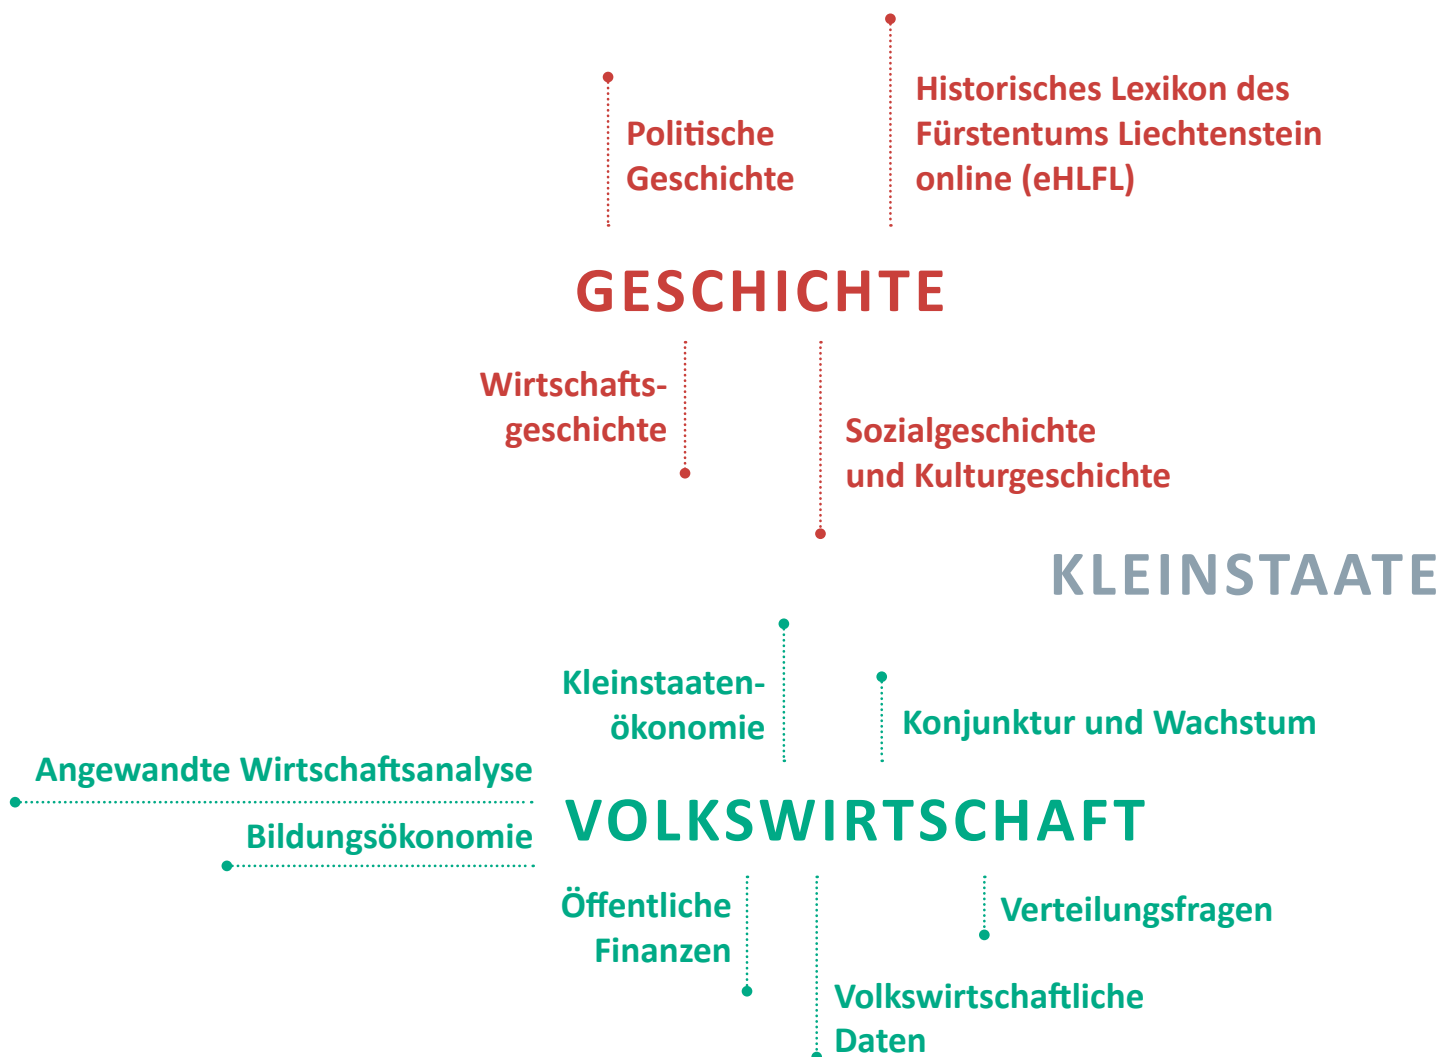 Historisches Lexikon des
Fürstentums Liechtenstein
online (eHLFL)
Politische
Geschichte
GESCHICHTE
Wirtschafts-
geschichte
Sozialgeschichte
und Kulturgeschichte
KLEINSTAATE
Kleinstaaten-
ökonomie
Konjunktur und Wachstum
Angewandte Wirtschaftsanalyse
VOLKSWIRTSCHAFT
Bildungsökonomie
Öffentliche
Finanzen
Verteilungsfragen
Volkswirtschaftliche
Daten